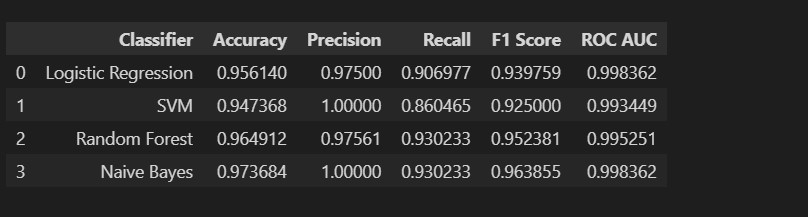 Classifier Accuracy Precision Recall F1 Score ROC AUC
0 Logistic Regression 0.956140 0.97500 0.906977 0.939759 0.998362
1 SVM 0.947368 1.00000 0.860465 0.925000 0.993449
2 Random Forest 0.964912 0.97561 0.930233 0.952381 0.995251
3 Naive Bayes 0.973684 1.00000 0.930233 0.963855 0.998362